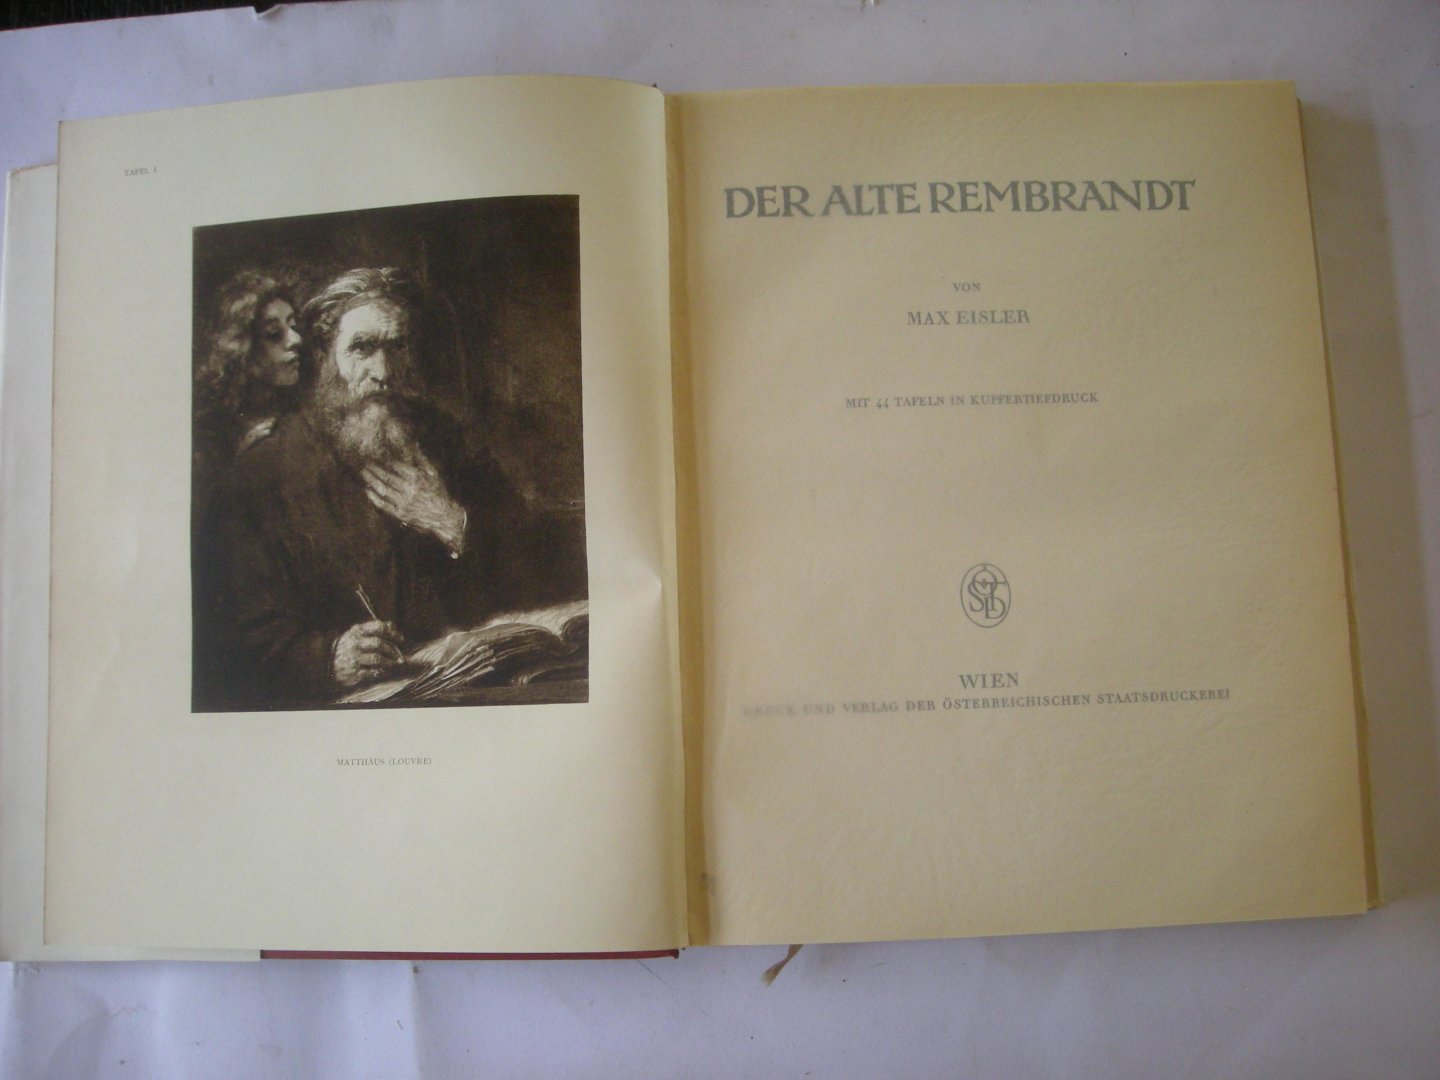 TAFEL 1
MATTHÄUS (LOUVRE)
DER ALTE REMBRANDT
VON
MAX EISLER
MIT 44 TAFELN IN KUPFERTIEFDRUCK
WIEN
DRUCK UND VERLAG DER ÖSTERREICHISCHEN STAATSDRUCKEREI